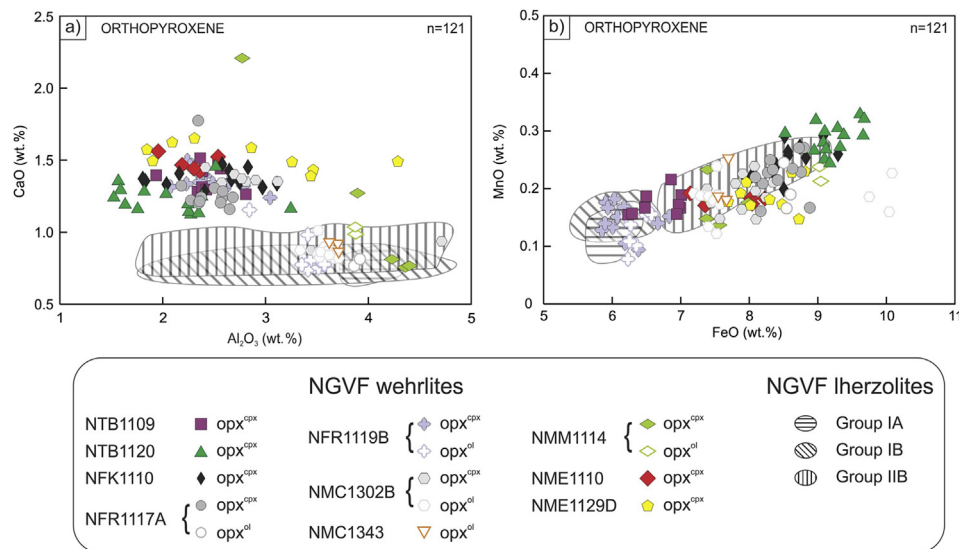 a) ORTHOPYROXENE n=121
2.5
2.0
1.5
1.0
0.5
CaO (wt.%)
1 2 3 4 5
Al₂O₃ (wt.%)
b) ORTHOPYROXENE n=121
0.5
0.4
0.3
0.2
0.1
0
MnO (wt.%)
5 6 7 8 9 10 11
FeO (wt.%)
NGVF wehrlites
NTB1109 opxᶜᵖˣ
NTB1120 opxᶜᵖˣ
NFK1110 opxᶜᵖˣ
NFR1117A { opxᶜᵖˣ
opxᵒˡ
NFR1119B { opxᶜᵖˣ
opxᵒˡ
NMC1302B { opxᶜᵖˣ
opxᵒˡ
NMC1343 opxᵒˡ
NMM1114 { opxᶜᵖˣ
opxᵒˡ
NME1110 opxᶜᵖˣ
NME1129D opxᶜᵖˣ
NGVF lherzolites
Group IA
Group IB
Group IIB